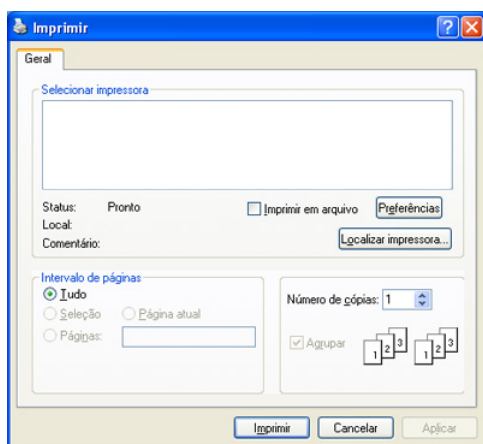 Imprimir
Geral
Selecionar impressora
Status: Pronto
Imprimir em arquivo
Preferências
Local:
Comentário:
Localizar impressora...
Intervalo de páginas
Tudo
Seleção
Página atual
Páginas:
Número de cópias: 1
Agrupar
1 2 3 1 2 3
Imprimir
Cancelar
Aplicar